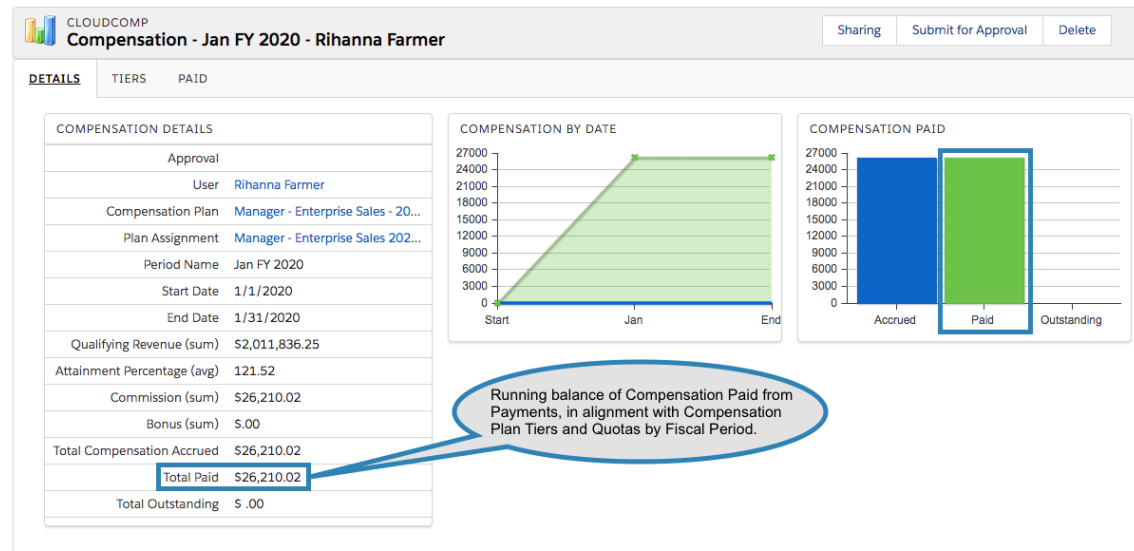 CLOUDCOMP
Compensation - Jan FY 2020 - Rihanna Farmer
Sharing
Submit for Approval
Delete
DETAILS
TIERS
PAID
COMPENSATION DETAILS
Approval
User Rihanna Farmer
Compensation Plan Manager - Enterprise Sales - 20...
Plan Assignment Manager - Enterprise Sales 202...
Period Name Jan FY 2020
Start Date 1/1/2020
End Date 1/31/2020
Qualifying Revenue (sum) $2,011,836.25
Attainment Percentage (avg) 121.52
Commission (sum) $26,210.02
Bonus (sum) $.00
Total Compensation Accrued $26,210.02
Total Paid $26,210.02
Total Outstanding $ .00
COMPENSATION BY DATE
27000
24000
21000
18000
15000
12000
9000
6000
3000
0
Start Jan End
COMPENSATION PAID
27000
24000
21000
18000
15000
12000
9000
6000
3000
0
Accrued Paid Outstanding
Running balance of Compensation Paid from
Payments, in alignment with Compensation
Plan Tiers and Quotas by Fiscal Period.